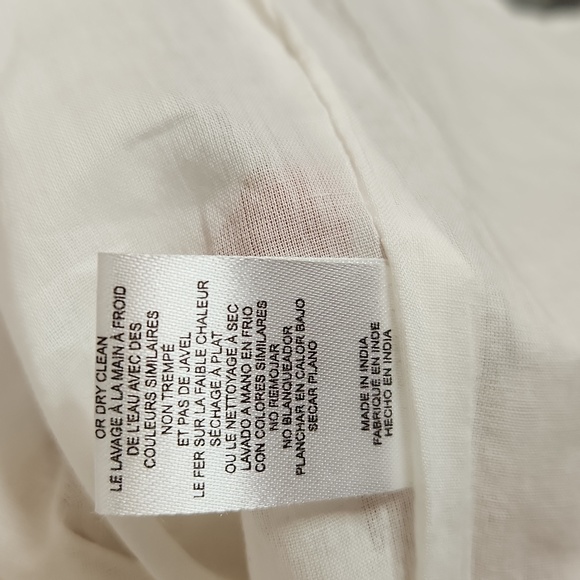 OR DRY CLEAN
LE LAVAGE À LA MAIN À FROID
DE L'EAU AVEC DES
COULEURS SIMILAIRES
NON TREMPÉ
ET PAS DE JAVEL
LE FER SUR LA FAIBLE CHALEUR
SÉCHAGE À PLAT
OU LE NETTOYAGE À SEC
LAVADO A MANO EN FRIO
CON COLORES SIMILARES
NO REMOJAR
NO BLANQUEADOR
PLANCHAR EN CALOR BAJO
SECAR PLANO
MADE IN INDIA
FABRIQUÉ EN INDE
HECHO EN INDIA